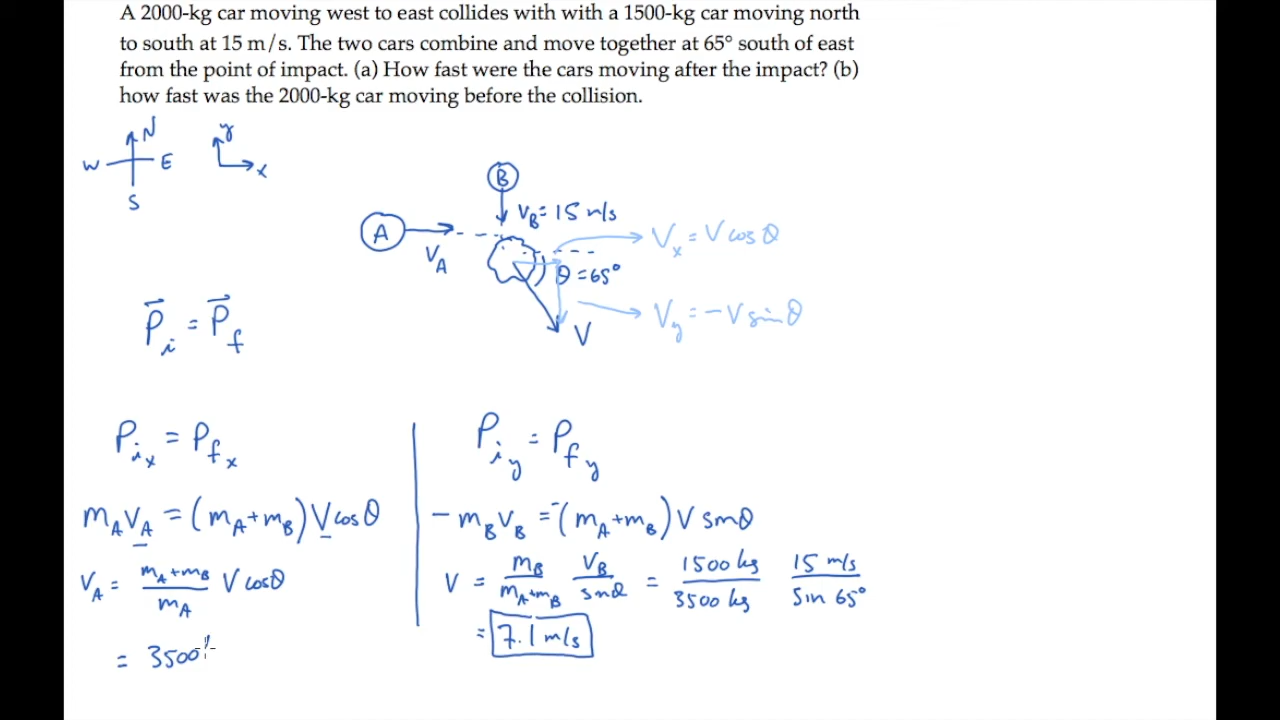 A 2000-kg car moving west to east collides with with a 1500-kg car moving north
to south at 15 m/s. The two cars combine and move together at 65° south of east
from the point of impact. (a) How fast were the cars moving after the impact? (b)
how fast was the 2000-kg car moving before the collision.
N
W E
S
y
x
B
V_B = 15 m/s
A
V_A
θ = 65°
V
V_x = V cos θ
V_y = -V sin θ
P⃗_i = P⃗_f
P_ix = P_fx
m_A V_A = (m_A + m_B) V cos θ
V_A = (m_A + m_B)/m_A V cos θ
= 3500
P_iy = P_fy
- m_B V_B = -(m_A + m_B) V sin θ
V = m_B/(m_A + m_B) V_B/sin θ = 1500 kg/3500 kg 15 m/s/Sin 65°
= 7.1 m/s